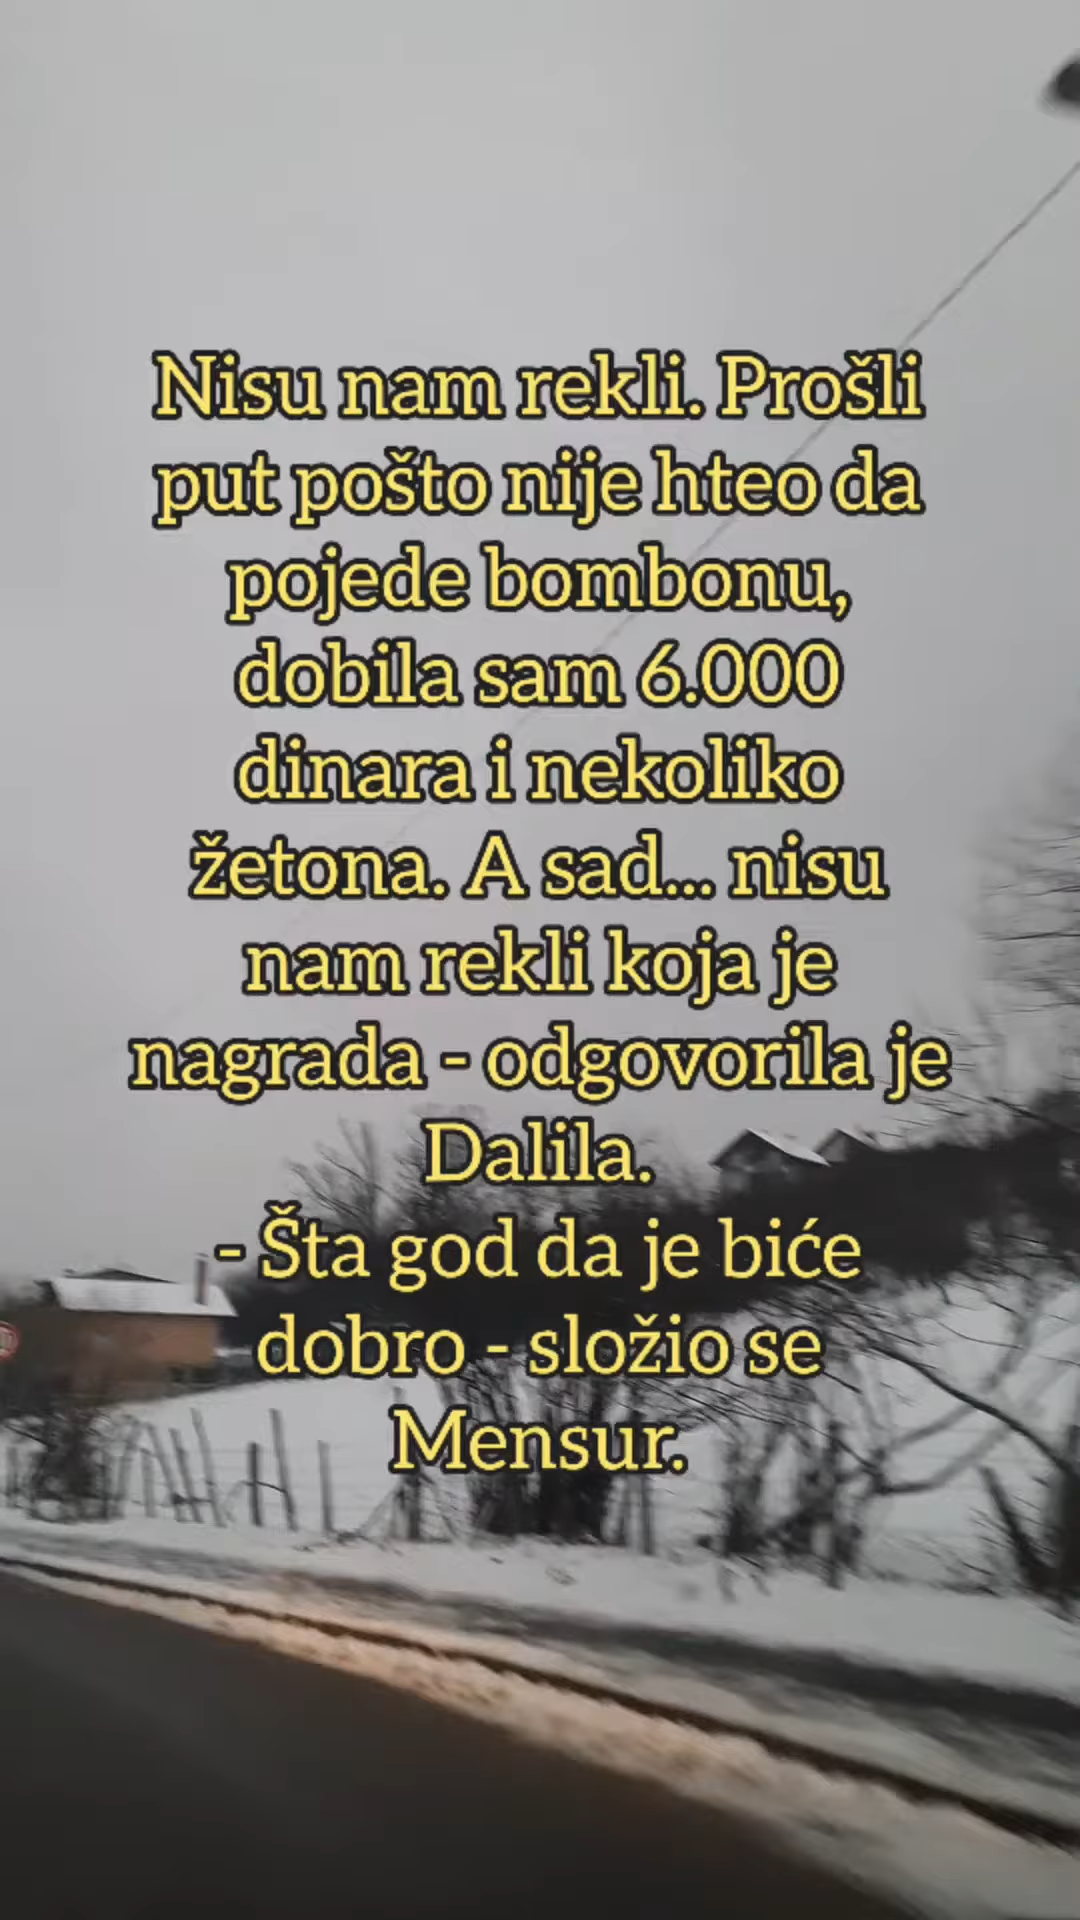 Nisu nam rekli. Prošli
put pošto nije hteo da
pojede bombonu,
dobila sam 6.000
dinara i nekoliko
žetona. A sad... nisu
nam rekli koja je
nagrada - odgovorila je
Dalila.
- Šta god da je biće
dobro - složio se
Mensur.